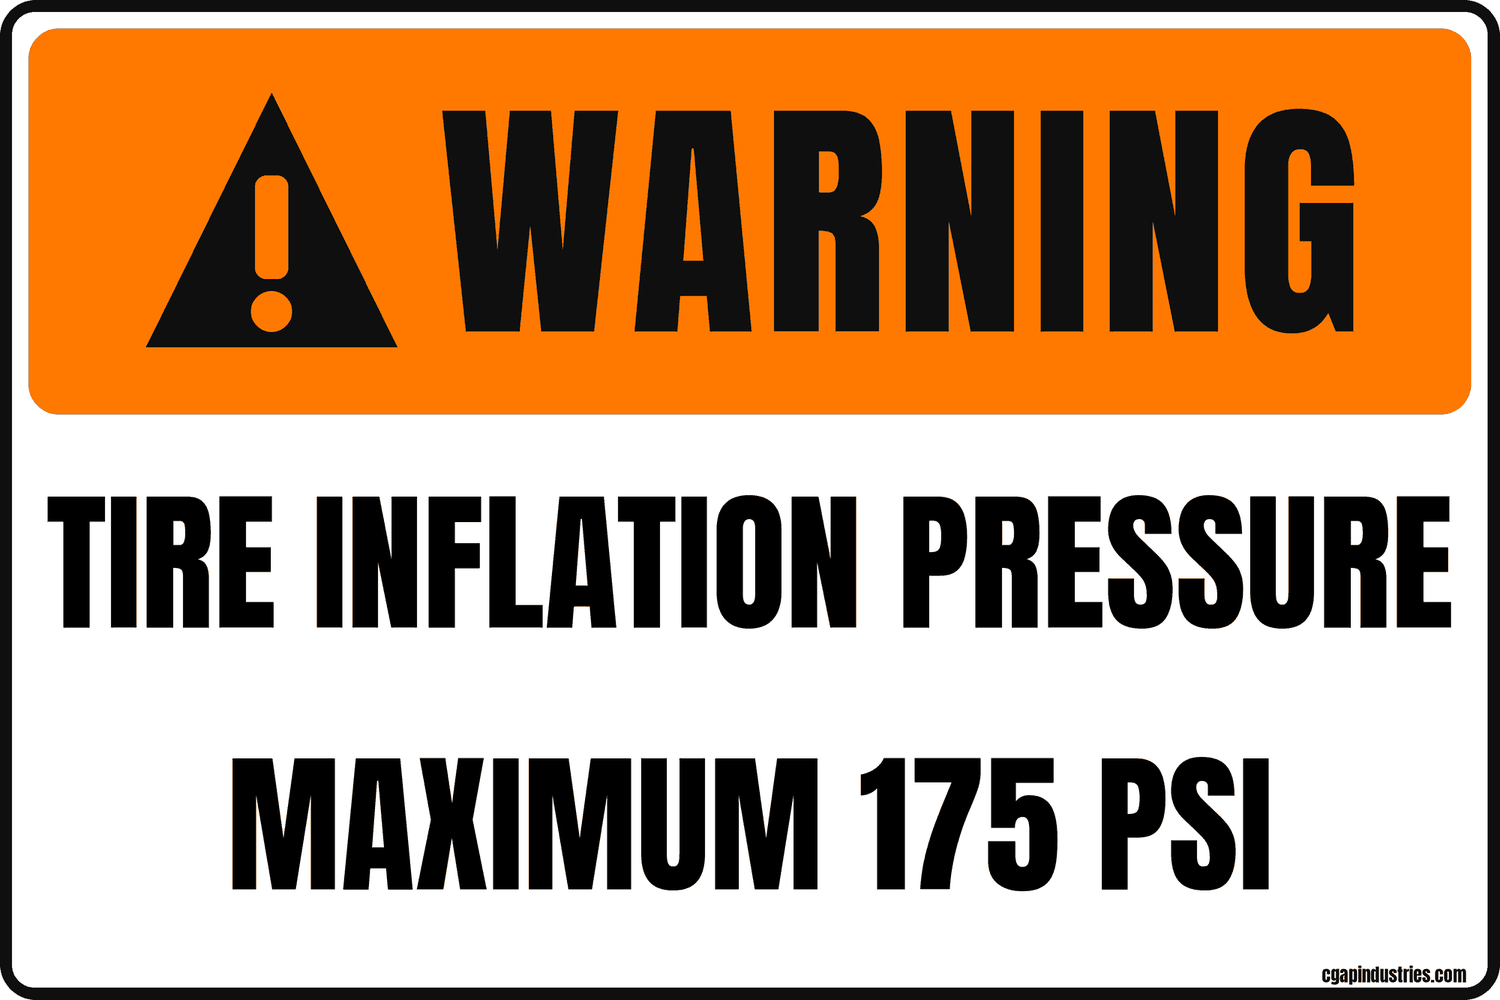 WARNING
TIRE INFLATION PRESSURE
MAXIMUM 175 PSI
cgapindustries.com